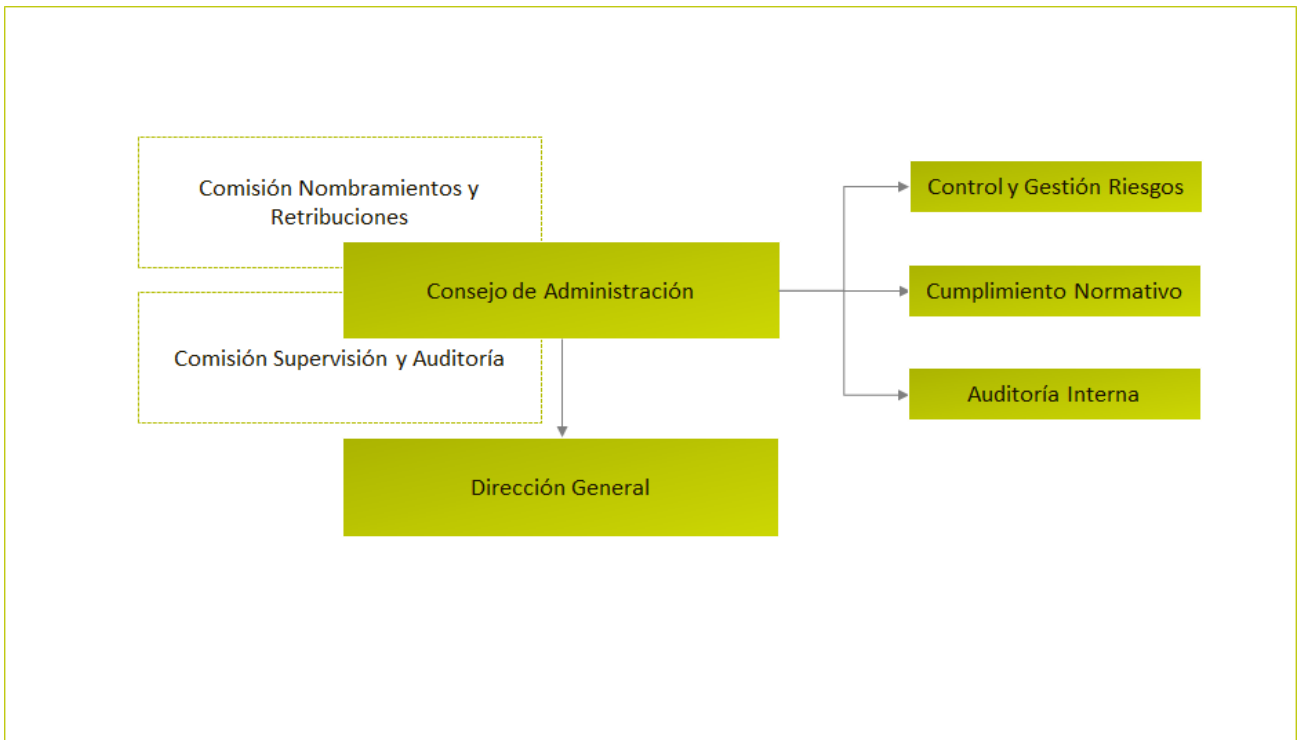 Comisión Nombramientos y
Retribuciones
Consejo de Administración
Comisión Supervisión y Auditoría
Dirección General
Control y Gestión Riesgos
Cumplimiento Normativo
Auditoría Interna